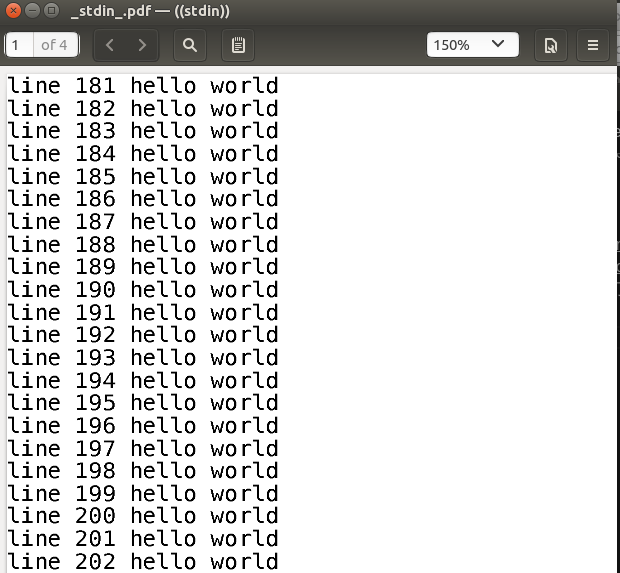 _stdin_.pdf — ((stdin))
1 of 4 150%
line 181 hello world
line 182 hello world
line 183 hello world
line 184 hello world
line 185 hello world
line 186 hello world
line 187 hello world
line 188 hello world
line 189 hello world
line 190 hello world
line 191 hello world
line 192 hello world
line 193 hello world
line 194 hello world
line 195 hello world
line 196 hello world
line 197 hello world
line 198 hello world
line 199 hello world
line 200 hello world
line 201 hello world
line 202 hello world